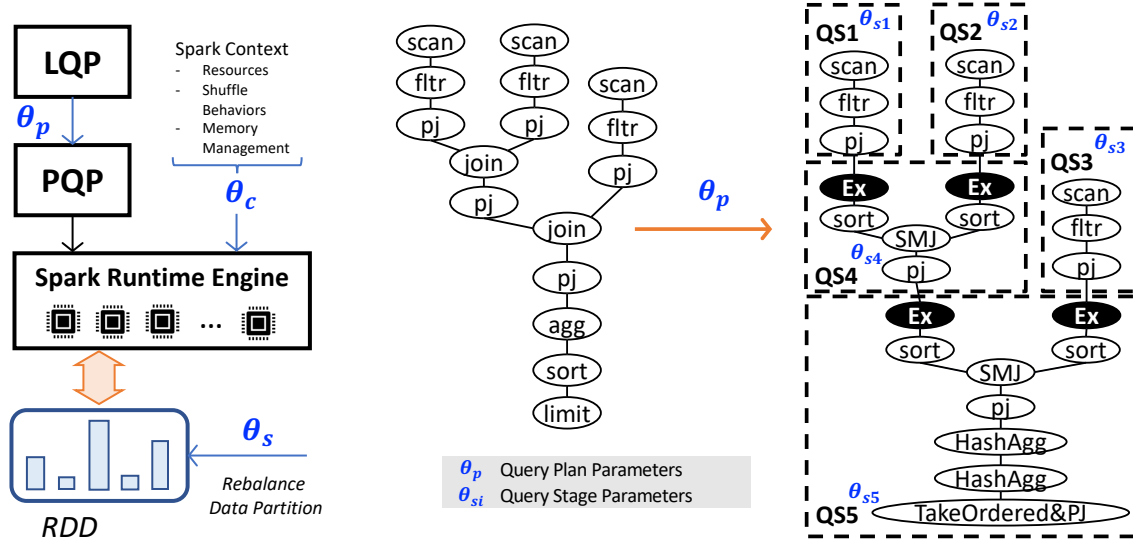 LQP
θp
PQP
Spark Context
- Resources
- Shuffle
Behaviors
- Memory
Management
θc
Spark Runtime Engine
...
θs
Rebalance
Data Partition
RDD
scan
scan
fltr
fltr
pj
pj
scan
fltr
pj
join
pj
join
pj
agg
sort
limit
θp
θp Query Plan Parameters
θsi Query Stage Parameters
QS1 θs1
scan
fltr
pj
QS2 θs2
scan
fltr
pj
θs3
QS3
scan
fltr
pj
Ex
Ex
sort
sort
SMJ
θs4
QS4
pj
Ex
Ex
sort
sort
SMJ
pj
HashAgg
HashAgg
θs5
QS5
TakeOrdered&PJ